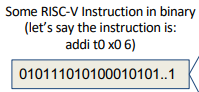 Some RISC-V Instruction in binary
(let's say the instruction is:
addi t0 x0 6)
010111010100010101..1